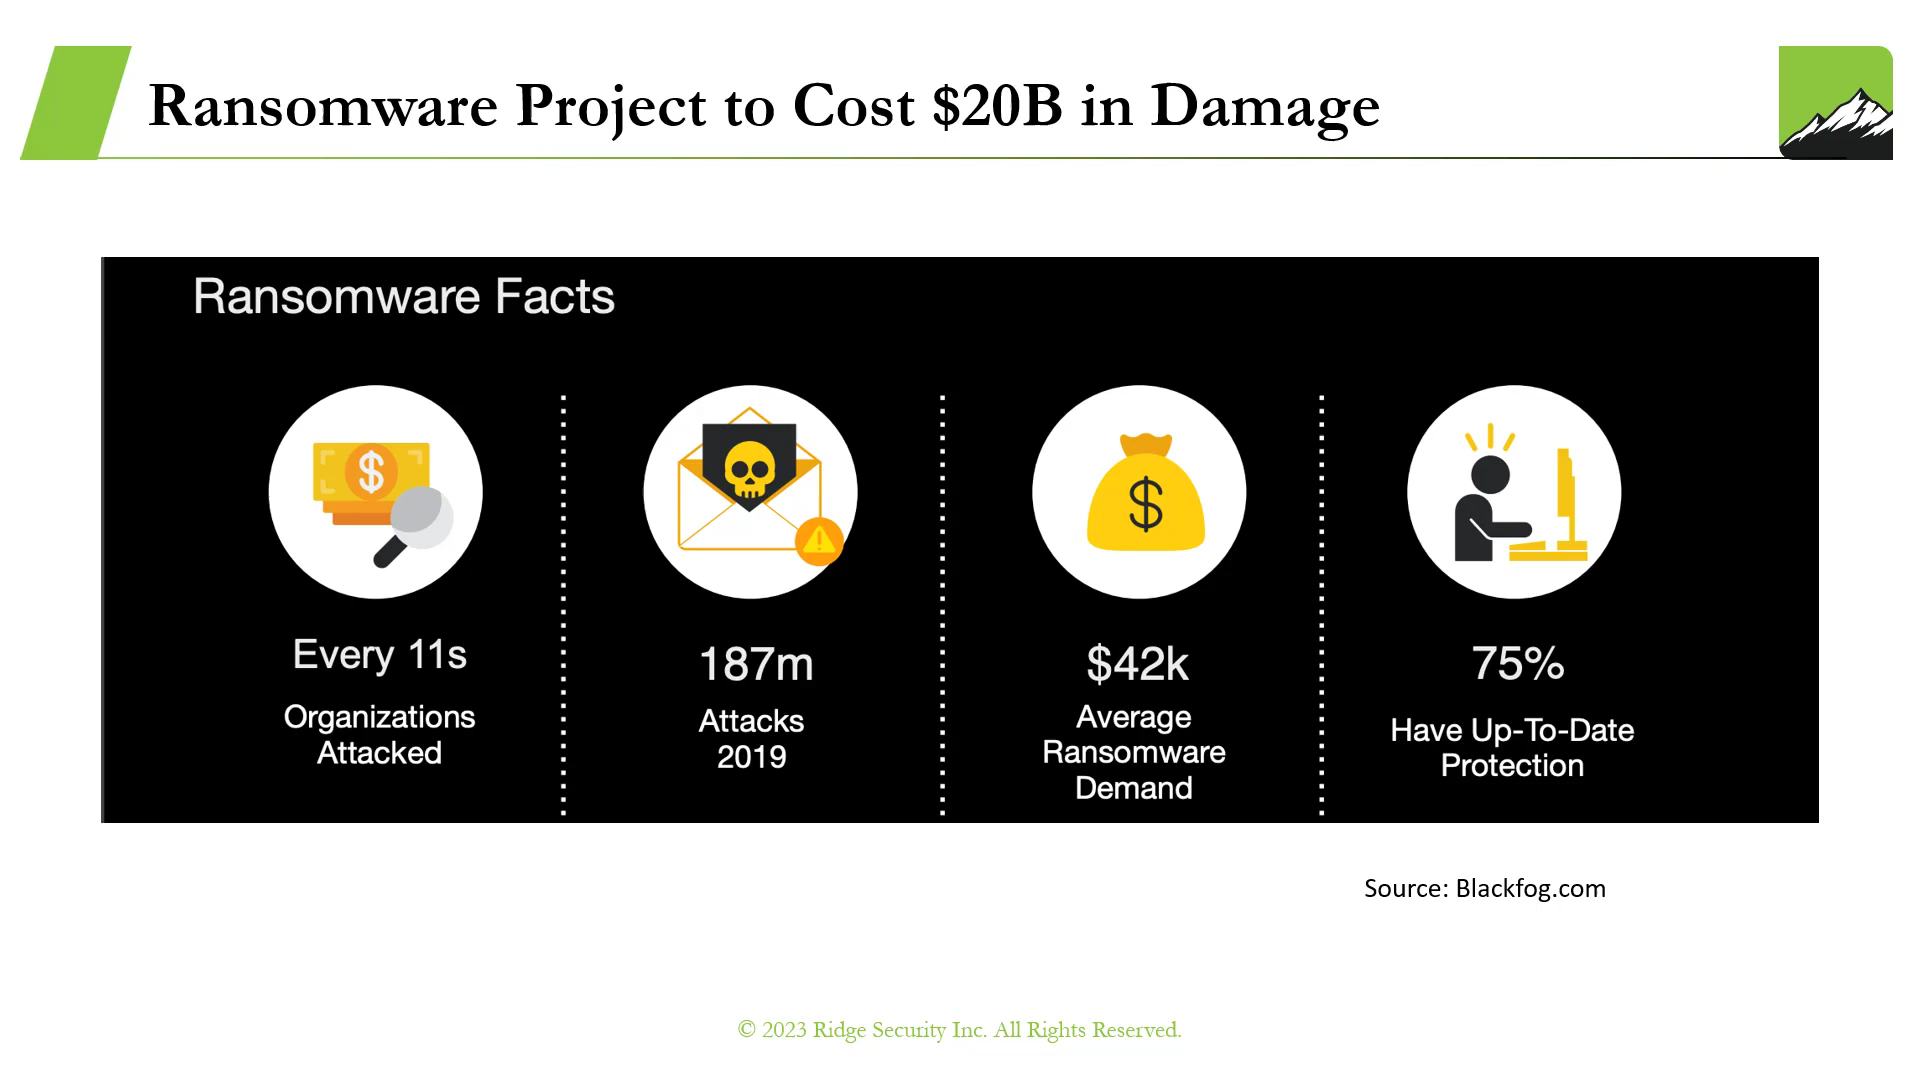 Ransomware Project to Cost $20B in Damage
Ransomware Facts
$
$
Every 11s
Organizations
Attacked
187m
Attacks
2019
$42k
Average
Ransomware
Demand
75%
Have Up-To-Date
Protection
Source: Blackfog.com
© 2023 Ridge Security Inc. All Rights Reserved.